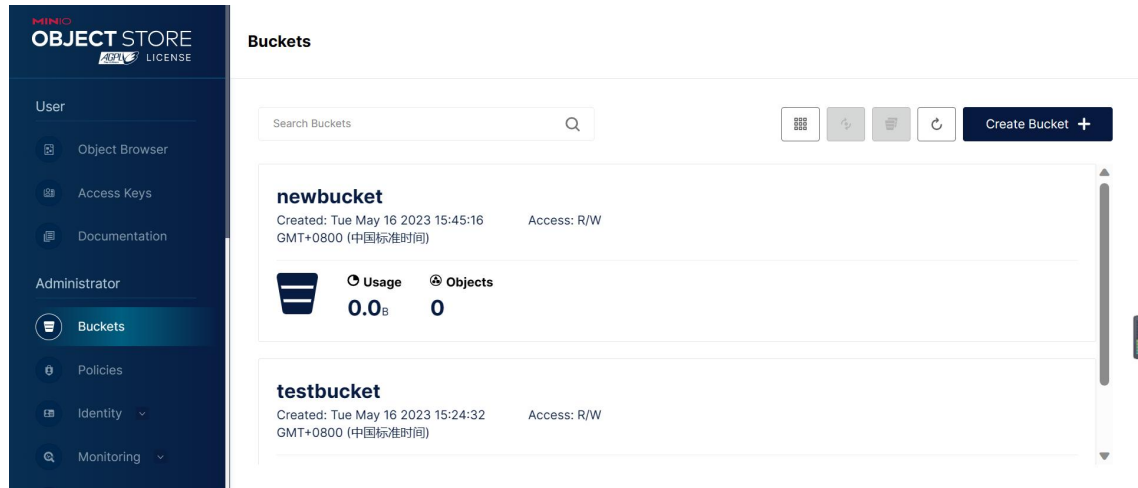 MINIO
OBJECT STORE
AGPLv3 LICENSE
User
Object Browser
Access Keys
Documentation
Administrator
Buckets
Policies
Identity
Monitoring
Buckets
Search Buckets
Create Bucket +
newbucket
Created: Tue May 16 2023 15:45:16 Access: R/W
GMT+0800 (中国标准时间)
Usage Objects
0.0B 0
testbucket
Created: Tue May 16 2023 15:24:32 Access: R/W
GMT+0800 (中国标准时间)